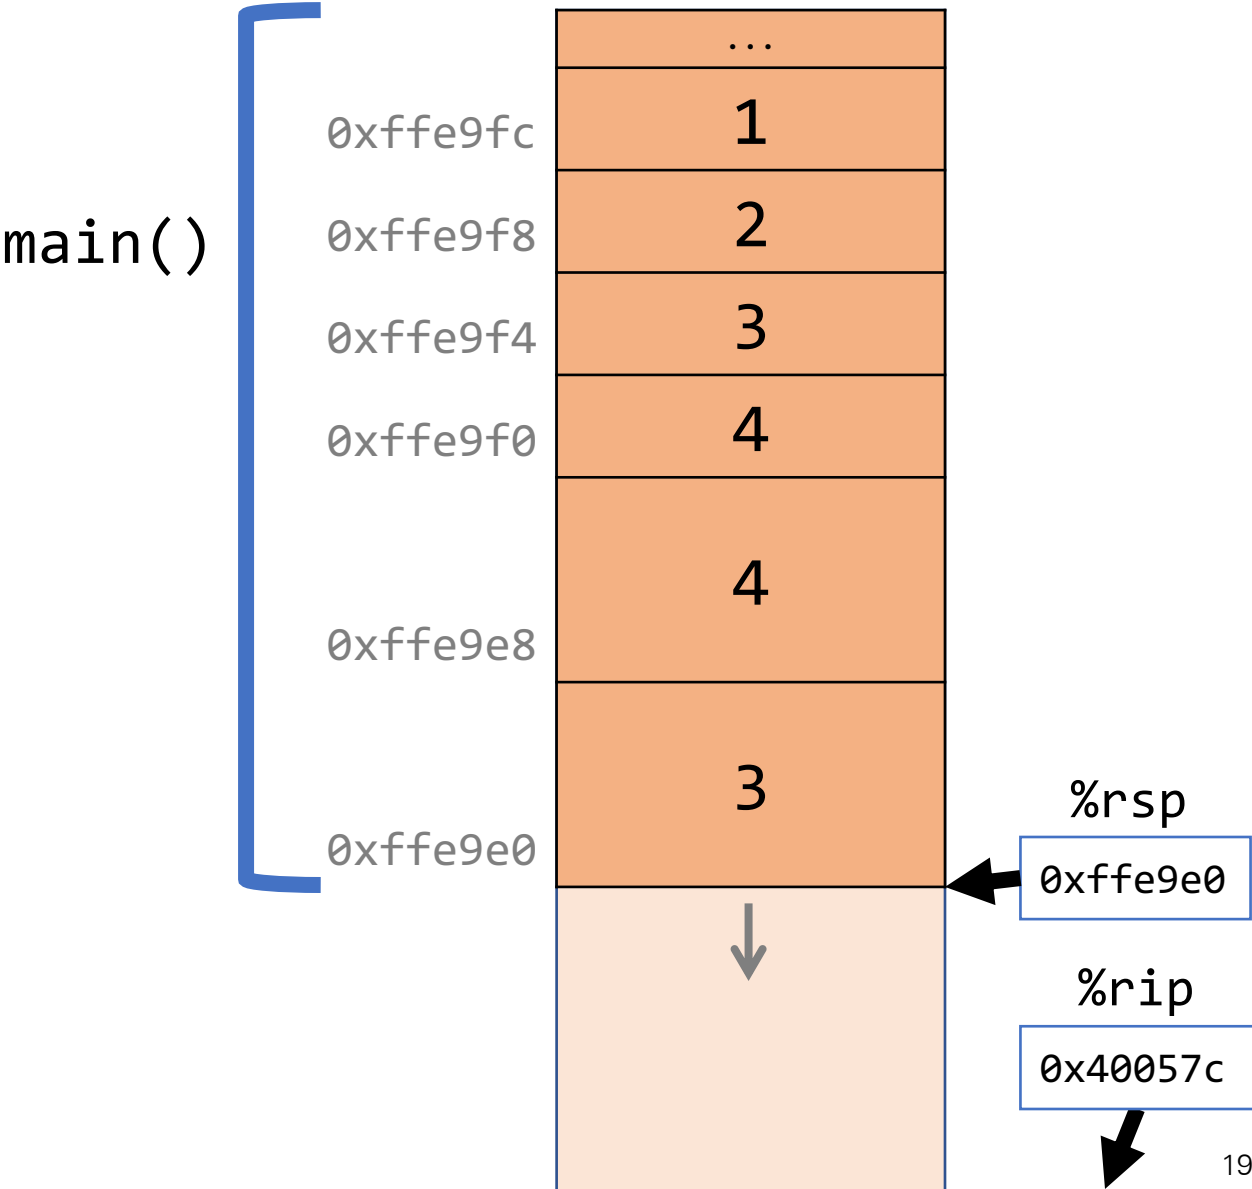 ...
0xffe9fc 1
main() 0xffe9f8 2
0xffe9f4 3
0xffe9f0 4
4
0xffe9e8
3
%rsp
0xffe9e0
0xffe9e0
%rip
0x40057c
19